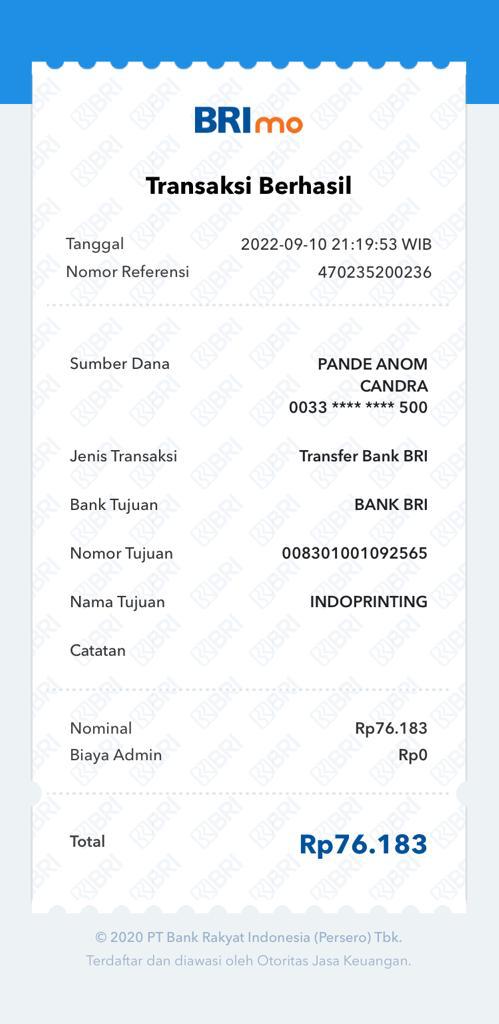 BRImo
Transaksi Berhasil
Tanggal 2022-09-10 21:19:53 WIB
Nomor Referensi 470235200236
Sumber Dana PANDE ANOM
CANDRA
0033 **** **** 500
Jenis Transaksi Transfer Bank BRI
Bank Tujuan BANK BRI
Nomor Tujuan 008301001092565
Nama Tujuan INDOPRINTING
Catatan
Nominal Rp76.183
Biaya Admin Rp0
Total Rp76.183
© 2020 PT Bank Rakyat Indonesia (Persero) Tbk.
Terdaftar dan diawasi oleh Otoritas Jasa Keuangan.